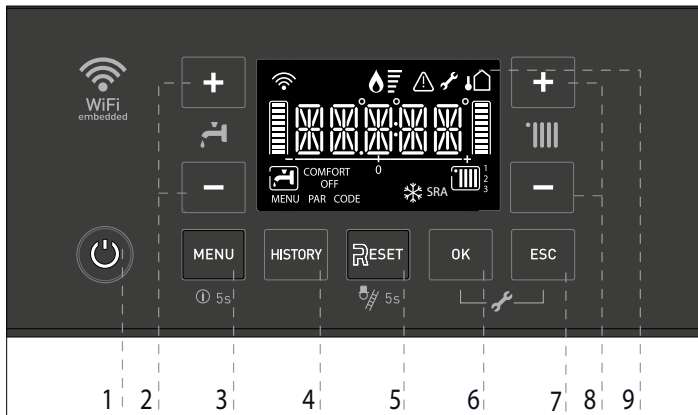 WiFi
embedded
+
+
0
- +
COMFORT
OFF
MENU PAR CODE
SRA
1
2
3
-
-
MENU
HISTORY
RESET
OK
ESC
5s
5s
1 2 3 4 5 6 7 8 9